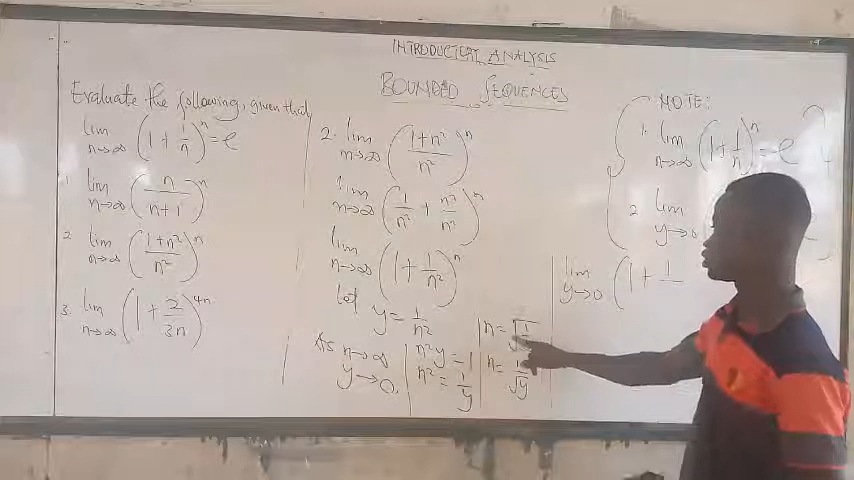 INTRODUCTORY ANALYSIS
BOUNDED SEQUENCES
Evaluate the following, given that
lim n→∞ (1 + 1/n)^n = e
1. lim n→∞ (n/(n+1))^n
2. lim n→∞ ((1+n²)/n²)^n
3. lim n→∞ (1 + 2/3n)^4n
2. lim n→∞ ((1+n²)/n²)^n
lim n→∞ (1/n² + n²/n²)^n
lim n→∞ (1 + 1/n²)^n
let y = 1/n²
As n→∞
y→0.
n²y = 1
n² = 1/y
n = √
n = 1/√y
NOTE:
1. lim n→∞ (1+1/n)^n = e
2 lim y→0
lim y→0 (1 + 1